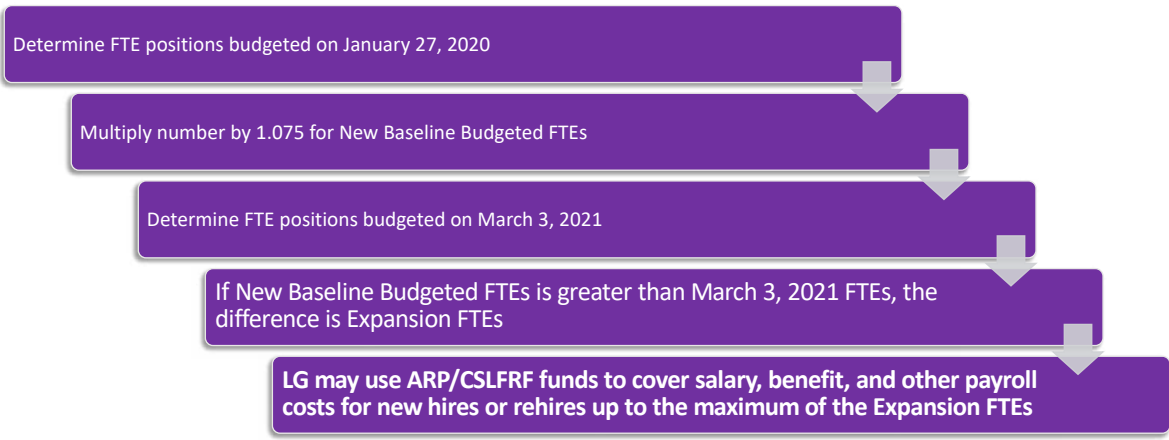 Determine FTE positions budgeted on January 27, 2020
Multiply number by 1.075 for New Baseline Budgeted FTEs
Determine FTE positions budgeted on March 3, 2021
If New Baseline Budgeted FTEs is greater than March 3, 2021 FTEs, the
difference is Expansion FTEs
LG may use ARP/CSLFRF funds to cover salary, benefit, and other payroll
costs for new hires or rehires up to the maximum of the Expansion FTEs